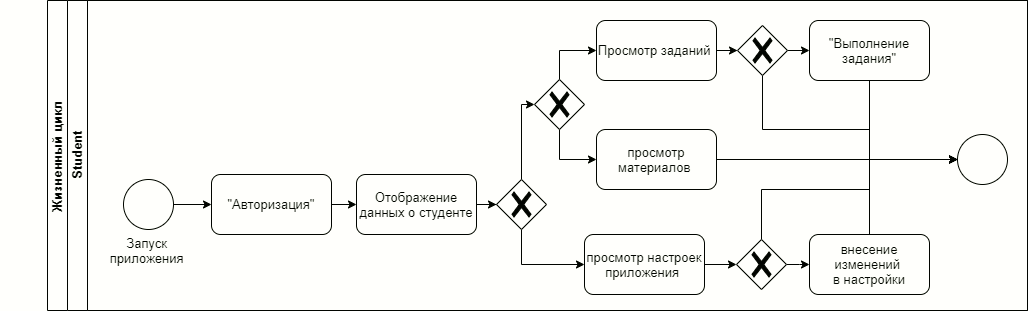 Жизненный цикл
Student
Запуск
приложения
"Авторизация"
Отображение
данных о студенте
Просмотр заданий
"Выполнение
задания"
просмотр
материалов
просмотр настроек
приложения
внесение
изменений
в настройки